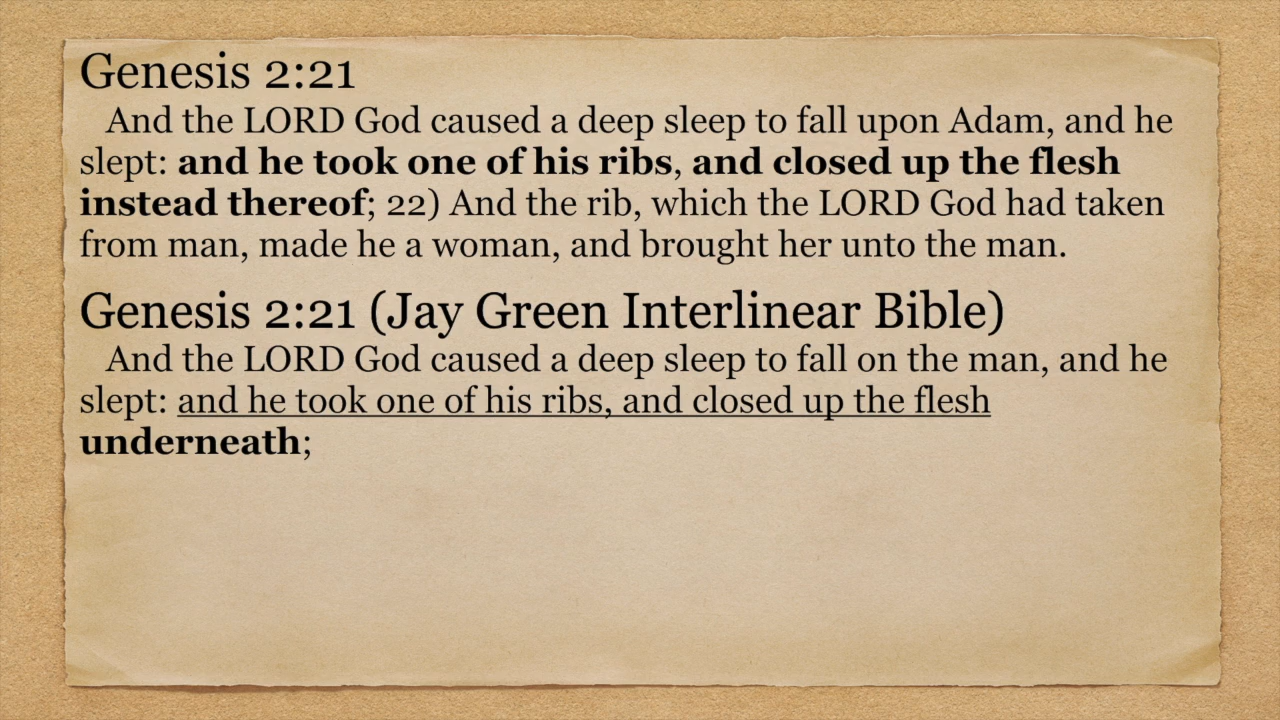 Genesis 2:21
And the LORD God caused a deep sleep to fall upon Adam, and he
slept: and he took one of his ribs, and closed up the flesh
instead thereof; 22) And the rib, which the LORD God had taken
from man, made he a woman, and brought her unto the man.
Genesis 2:21 (Jay Green Interlinear Bible)
And the LORD God caused a deep sleep to fall on the man, and he
slept: and he took one of his ribs, and closed up the flesh
underneath;